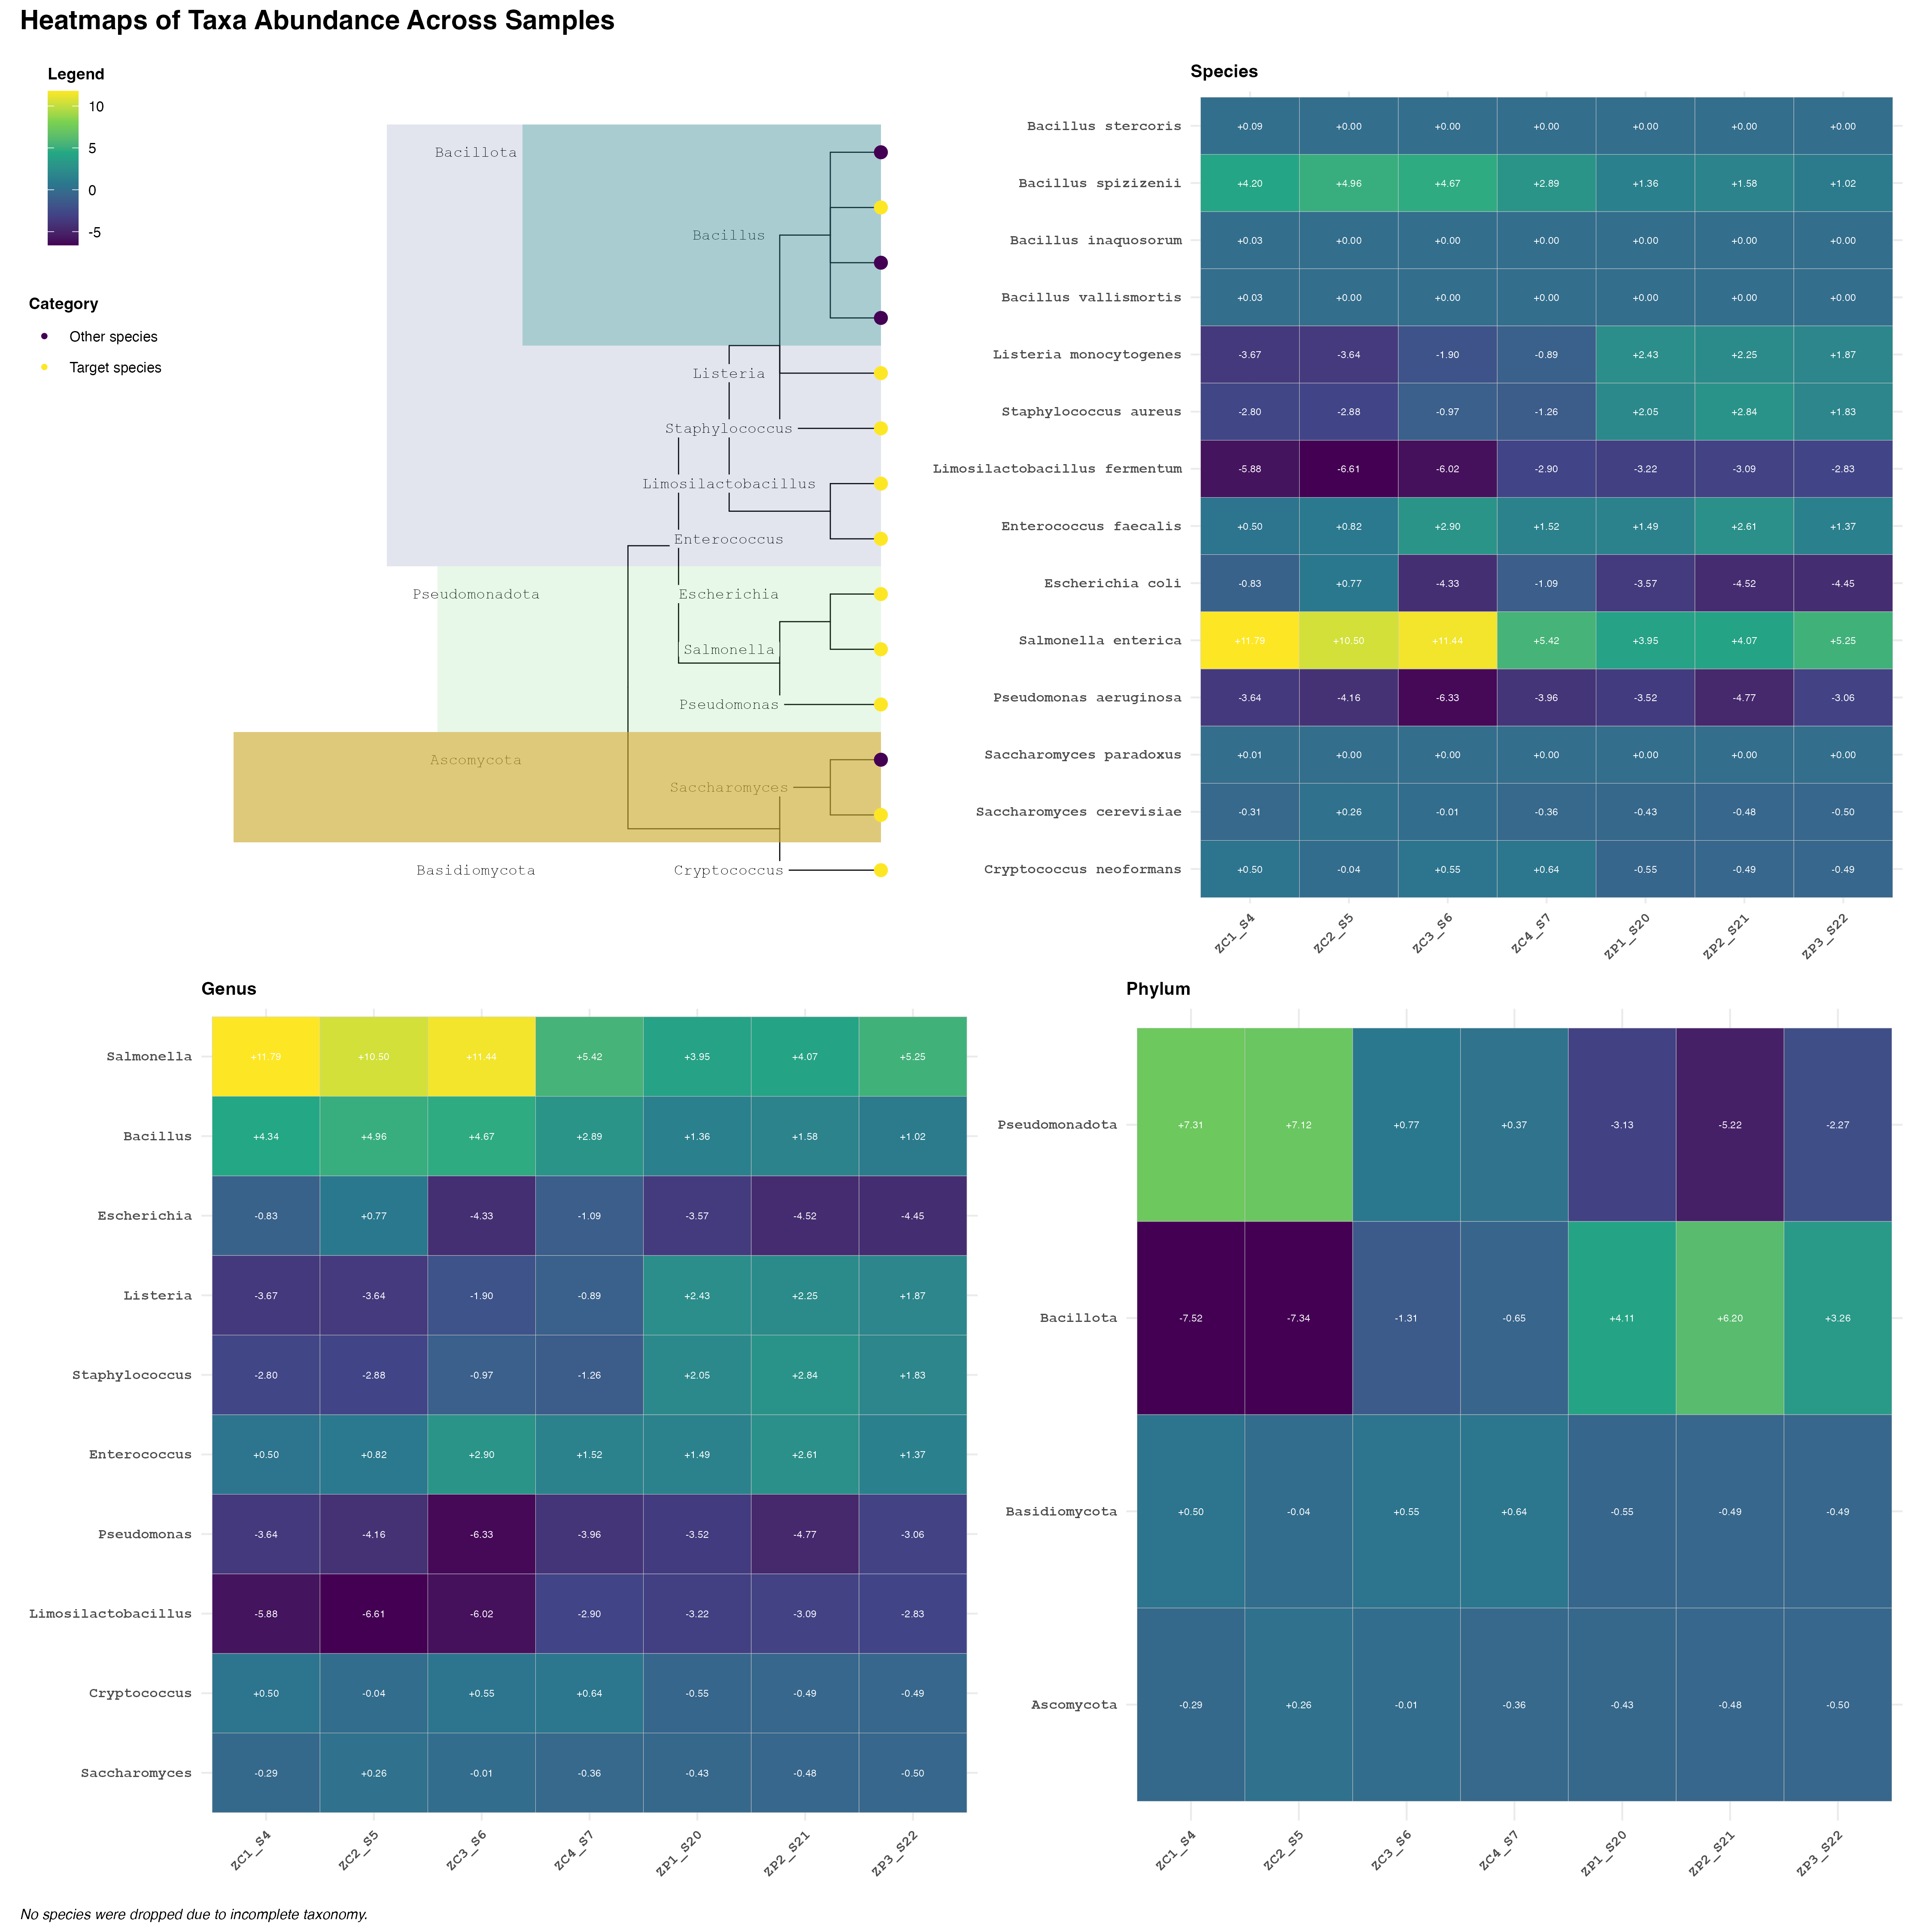 Heatmaps of Taxa Abundance Across Samples
Legend
10
5
0
-5
Category
Other species
Target species
Bacillota
Bacillus
Listeria
Staphylococcus
Limosilactobacillus
Enterococcus
Pseudomonadota
Escherichia
Salmonella
Pseudomonas
Ascomycota
Saccharomyces
Basidiomycota
Cryptococcus
Species
Bacillus stercoris +0.09 +0.00 +0.00 +0.00 +0.00 +0.00 +0.00
Bacillus spizizenii +4.20 +4.96 +4.67 +2.89 +1.36 +1.58 +1.02
Bacillus inaquosorum +0.03 +0.00 +0.00 +0.00 +0.00 +0.00 +0.00
Bacillus vallismortis +0.03 +0.00 +0.00 +0.00 +0.00 +0.00 +0.00
Listeria monocytogenes -3.67 -3.64 -1.90 -0.89 +2.43 +2.25 +1.87
Staphylococcus aureus -2.80 -2.88 -0.97 -1.26 +2.05 +2.84 +1.83
Limosilactobacillus fermentum -5.88 -6.61 -6.02 -2.90 -3.22 -3.09 -2.83
Enterococcus faecalis +0.50 +0.82 +2.90 +1.52 +1.49 +2.61 +1.37
Escherichia coli -0.83 +0.77 -4.33 -1.09 -3.57 -4.52 -4.45
Salmonella enterica +11.79 +10.50 +11.44 +5.42 +3.95 +4.07 +5.25
Pseudomonas aeruginosa -3.64 -4.16 -6.33 -3.96 -3.52 -4.77 -3.06
Saccharomyces paradoxus +0.01 +0.00 +0.00 +0.00 +0.00 +0.00 +0.00
Saccharomyces cerevisiae -0.31 +0.26 -0.01 -0.36 -0.43 -0.48 -0.50
Cryptococcus neoformans +0.50 -0.04 +0.55 +0.64 -0.55 -0.49 -0.49
ZC1_S4 ZC2_S5 ZC3_S6 ZC4_S7 ZP1_S20 ZP2_S21 ZP3_S22
Genus
Salmonella +11.79 +10.50 +11.44 +5.42 +3.95 +4.07 +5.25
Bacillus +4.34 +4.96 +4.67 +2.89 +1.36 +1.58 +1.02
Escherichia -0.83 +0.77 -4.33 -1.09 -3.57 -4.52 -4.45
Listeria -3.67 -3.64 -1.90 -0.89 +2.43 +2.25 +1.87
Staphylococcus -2.80 -2.88 -0.97 -1.26 +2.05 +2.84 +1.83
Enterococcus +0.50 +0.82 +2.90 +1.52 +1.49 +2.61 +1.37
Pseudomonas -3.64 -4.16 -6.33 -3.96 -3.52 -4.77 -3.06
Limosilactobacillus -5.88 -6.61 -6.02 -2.90 -3.22 -3.09 -2.83
Cryptococcus +0.50 -0.04 +0.55 +0.64 -0.55 -0.49 -0.49
Saccharomyces -0.29 +0.26 -0.01 -0.36 -0.43 -0.48 -0.50
ZC1_S4 ZC2_S5 ZC3_S6 ZC4_S7 ZP1_S20 ZP2_S21 ZP3_S22
Phylum
Pseudomonadota +7.31 +7.12 +0.77 +0.37 -3.13 -5.22 -2.27
Bacillota -7.52 -7.34 -1.31 -0.65 +4.11 +6.20 +3.26
Basidiomycota +0.50 -0.04 +0.55 +0.64 -0.55 -0.49 -0.49
Ascomycota -0.29 +0.26 -0.01 -0.36 -0.43 -0.48 -0.50
ZC1_S4 ZC2_S5 ZC3_S6 ZC4_S7 ZP1_S20 ZP2_S21 ZP3_S22
No species were dropped due to incomplete taxonomy.